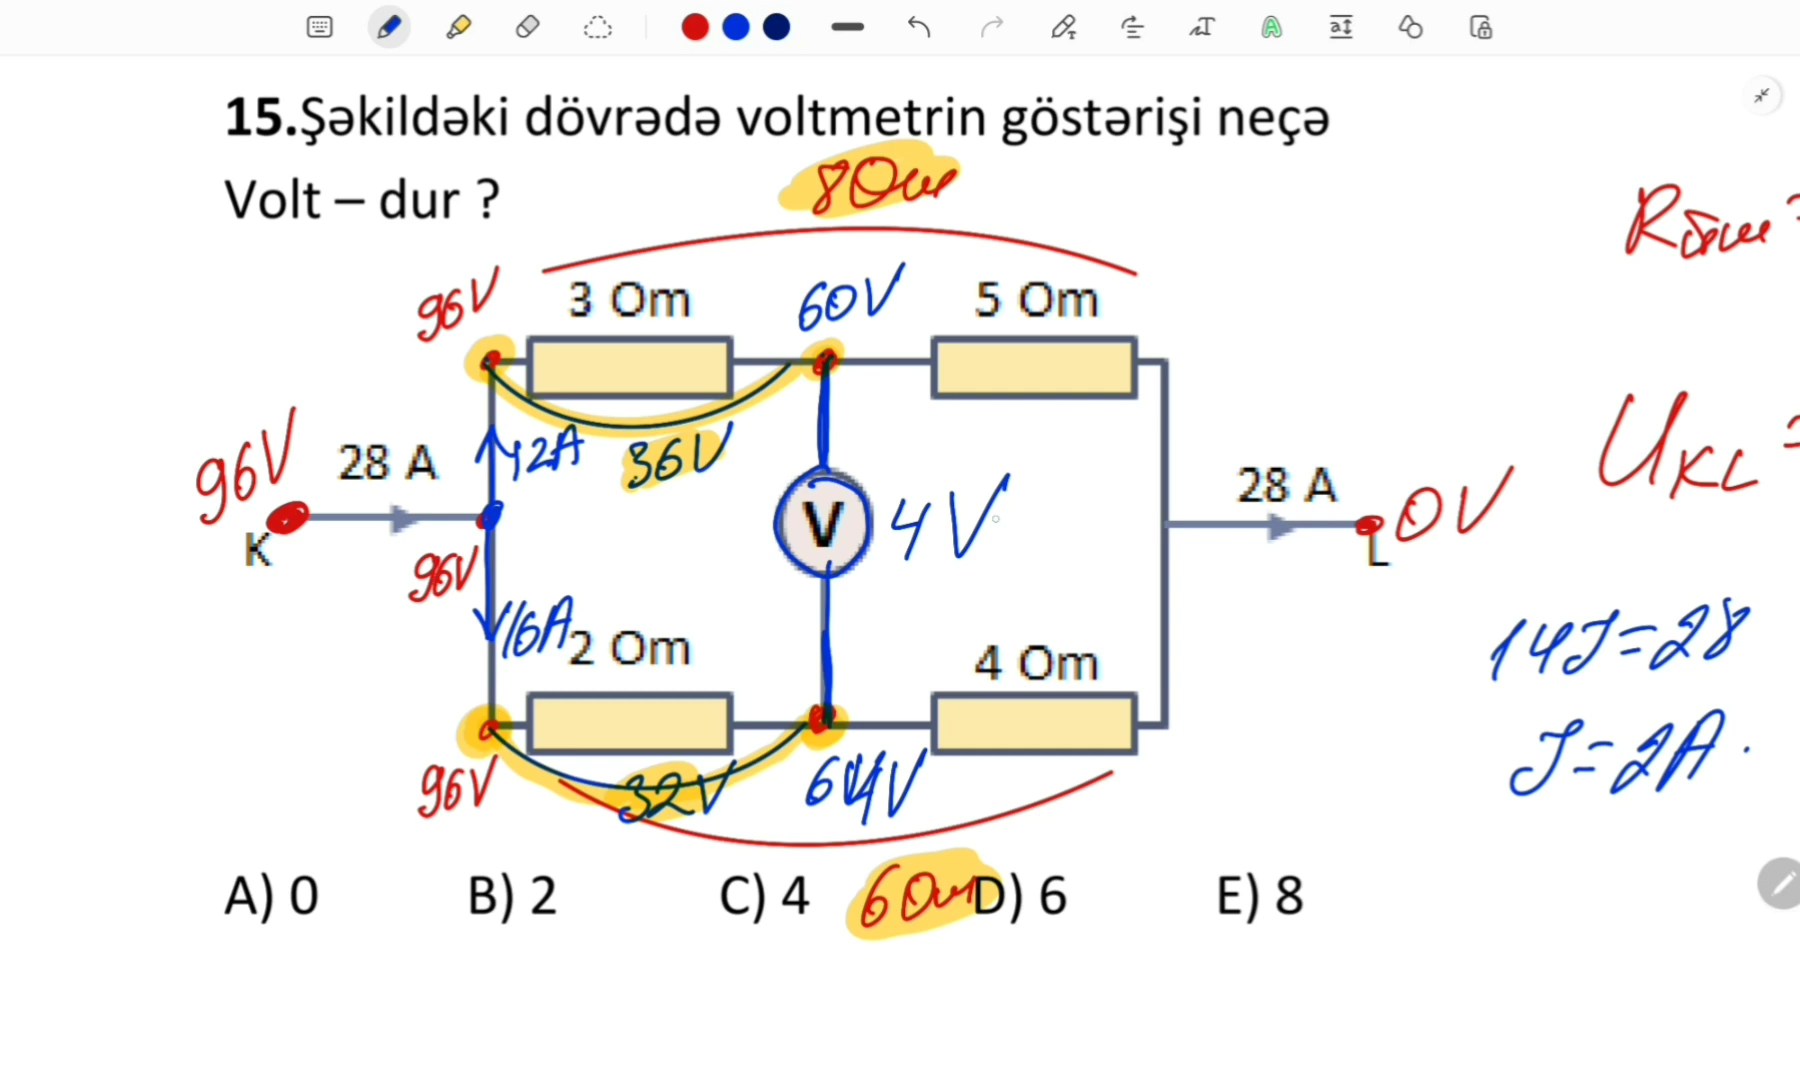 15.Şəkildəki dövrədə voltmetrin göstərişi neçə
Volt – dur ?
8Om
96V
3 Om
60V
5 Om
96V
28 A
12A
36V
V
4V
28 A
0V
K
L
96V
16A
2 Om
4 Om
96V
32V
64V
6Om
Rüm
UKL =
14J=28
J=2A.
A) 0
B) 2
C) 4
D) 6
E) 8